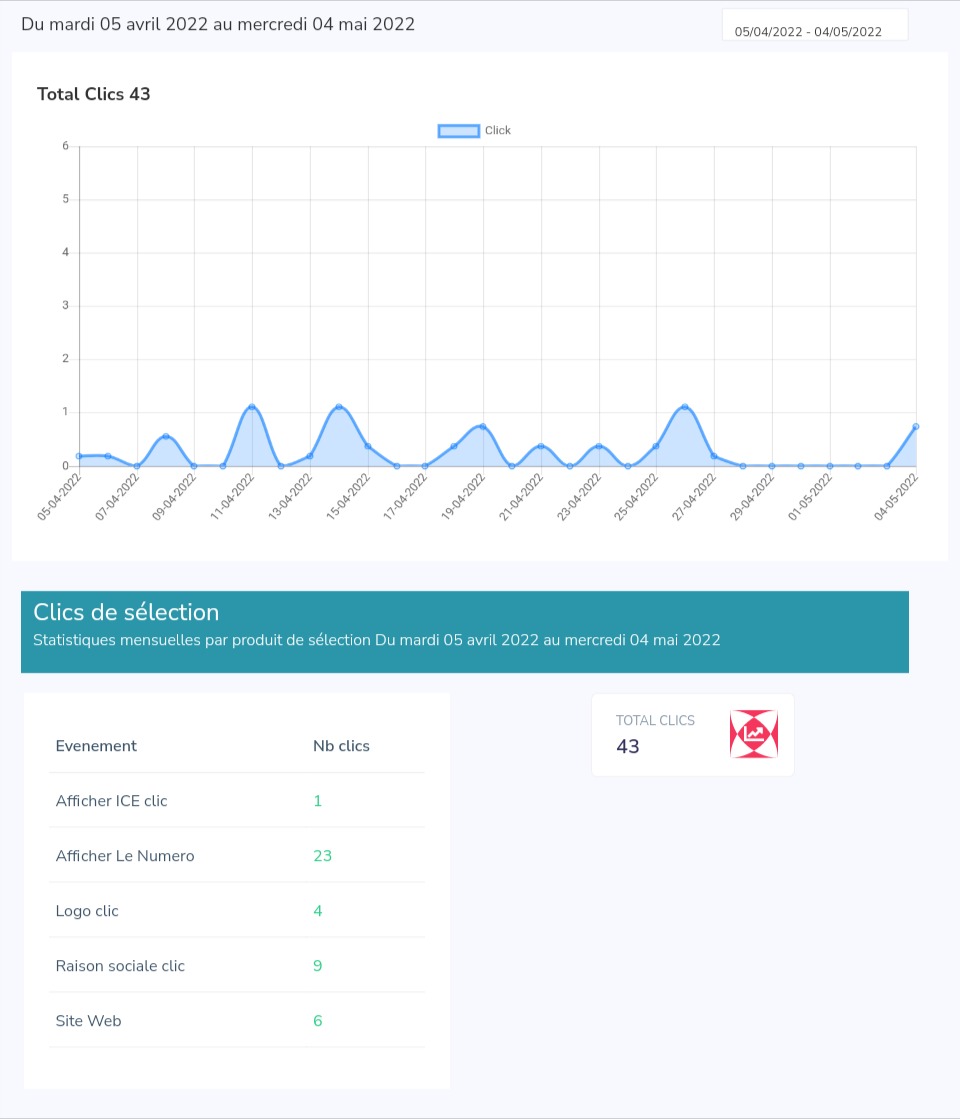 Du mardi 05 avril 2022 au mercredi 04 mai 2022
05/04/2022 - 04/05/2022
Total Clics 43
Click
6
5
4
3
2
1
0
05-04-2022
07-04-2022
09-04-2022
11-04-2022
13-04-2022
15-04-2022
17-04-2022
19-04-2022
21-04-2022
23-04-2022
25-04-2022
27-04-2022
29-04-2022
01-05-2022
04-05-2022
Clics de sélection
Statistiques mensuelles par produit de sélection Du mardi 05 avril 2022 au mercredi 04 mai 2022
Evenement Nb clics
Afficher ICE clic 1
Afficher Le Numero 23
Logo clic 4
Raison sociale clic 9
Site Web 6
TOTAL CLICS
43